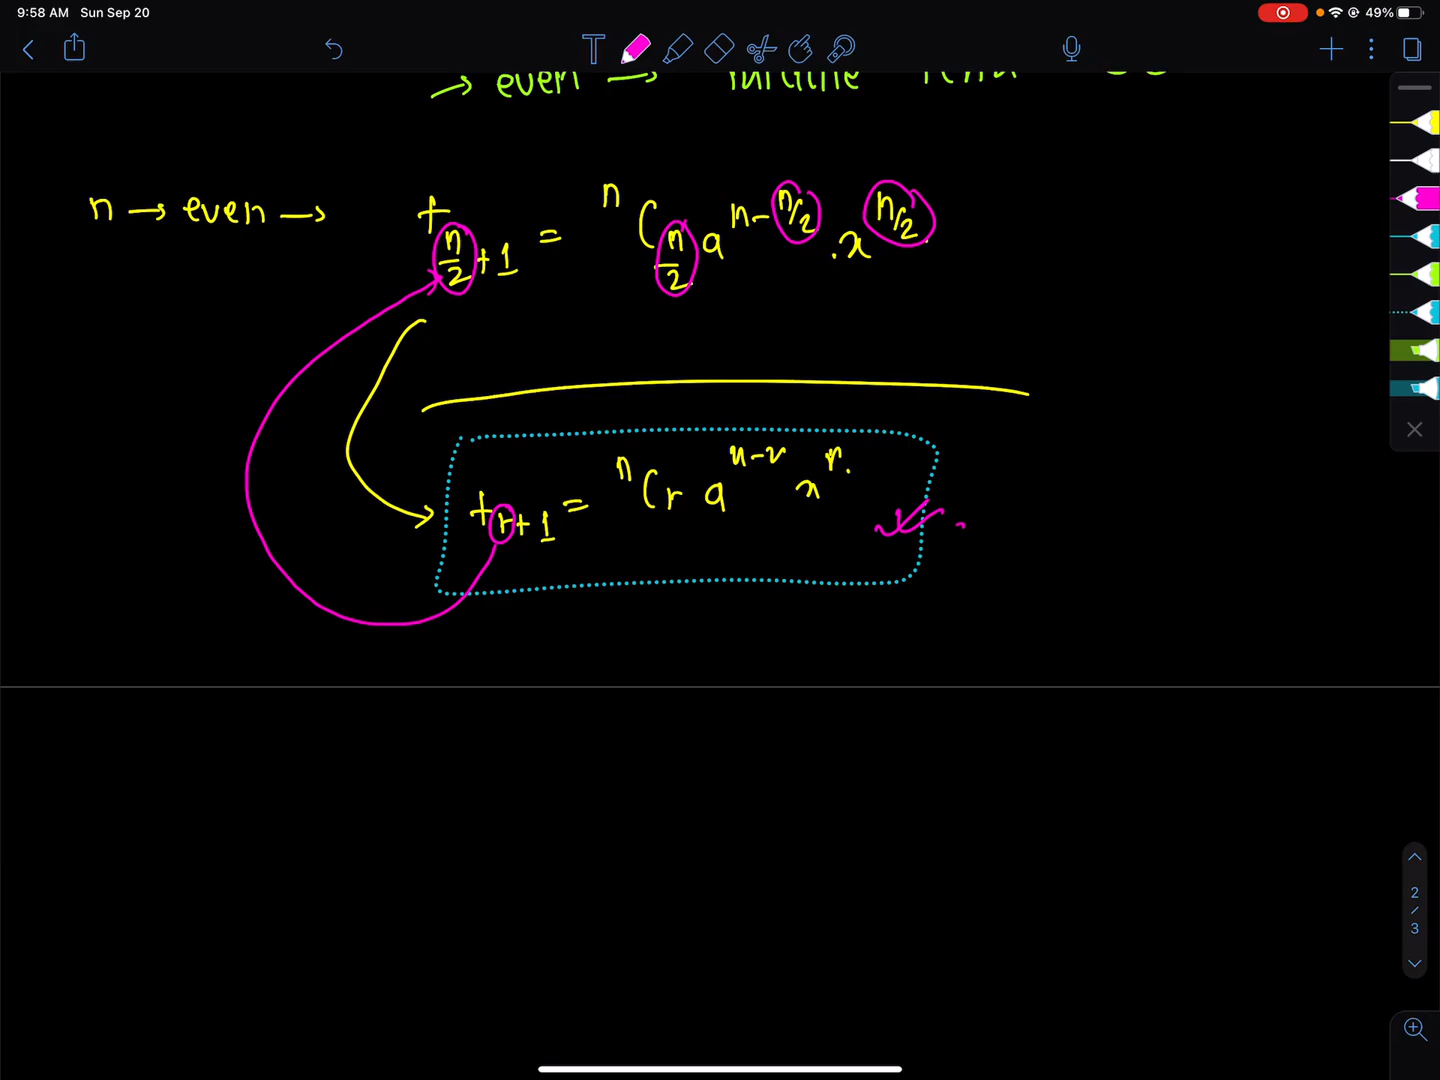 9:58 AM Sun Sep 20
49%
→ even →
n → even → t n/2 +1 = nC n/2 a n-n/2 . x n/2
t r+1 = nCr a n-r x r.
2
/
3